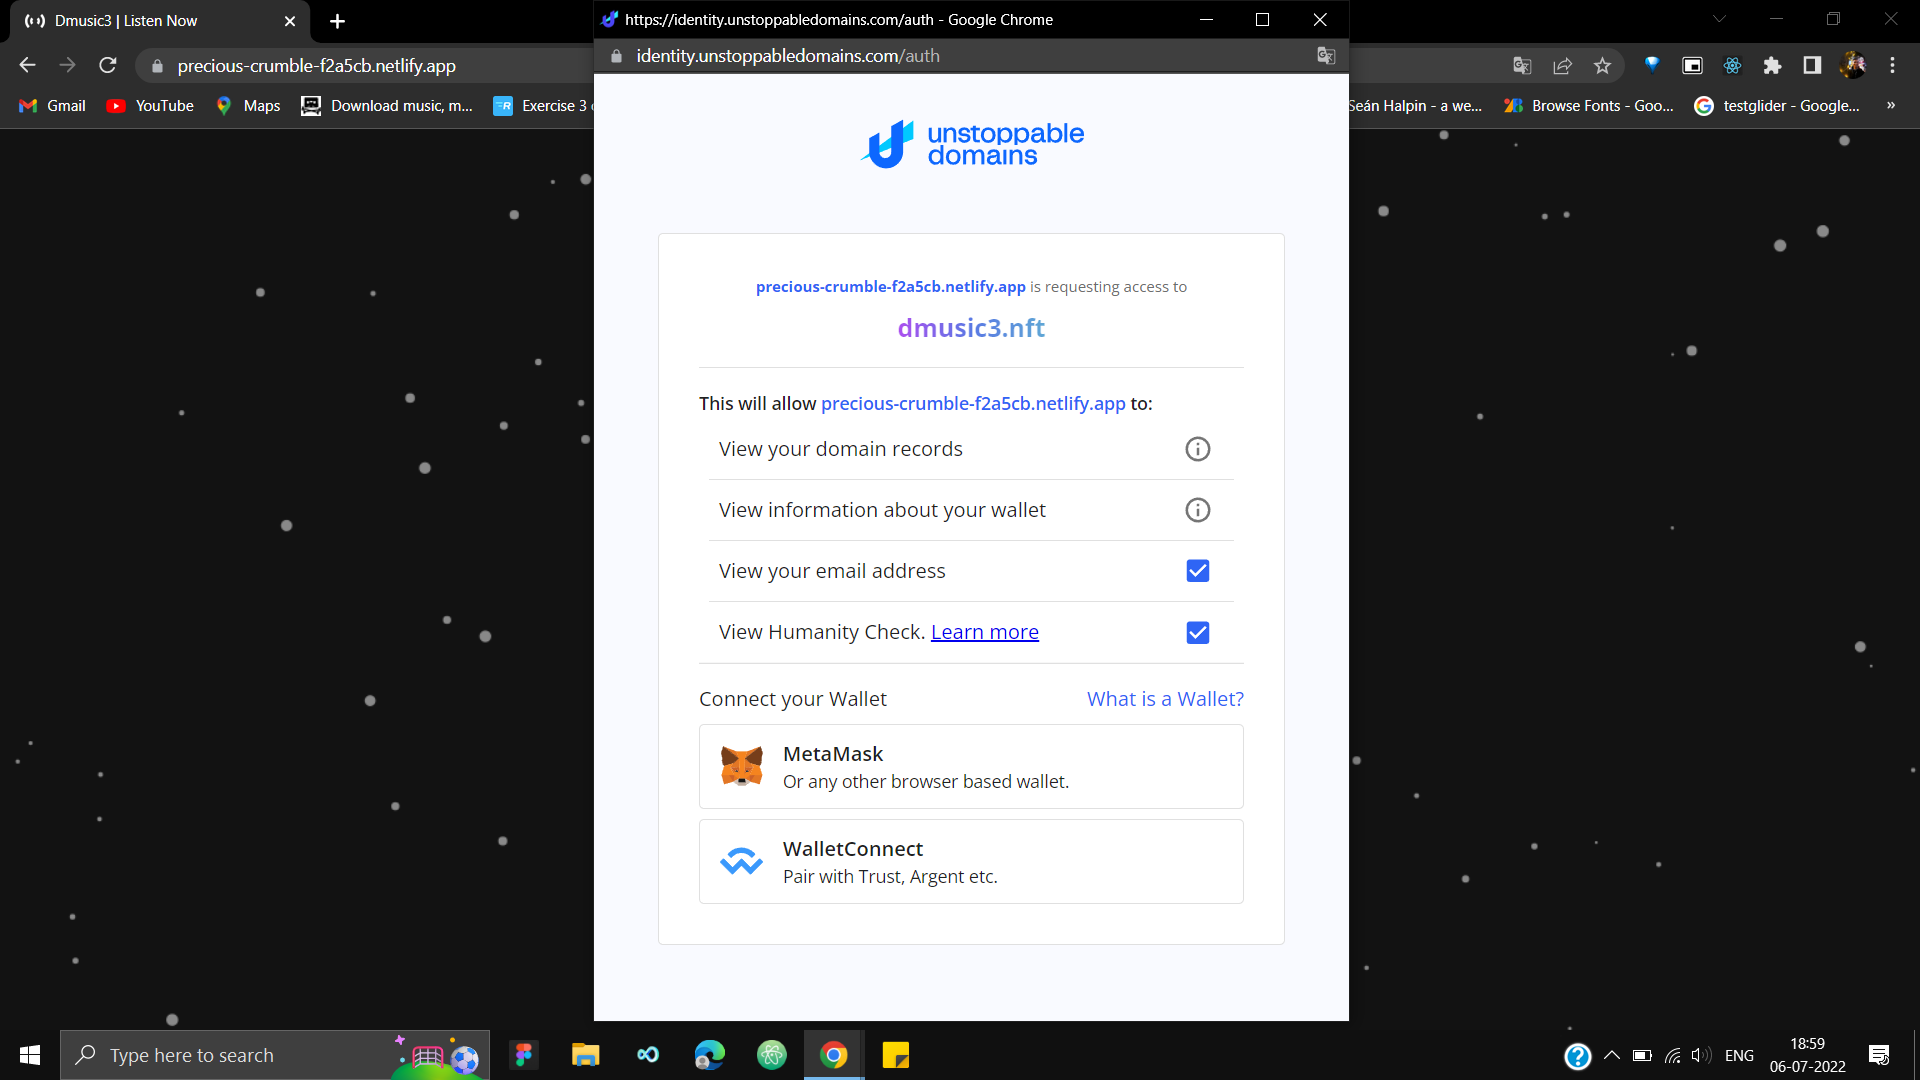 Dmusic3 | Listen Now
https://identity.unstoppabledomains.com/auth - Google Chrome
precious-crumble-f2a5cb.netlify.app
identity.unstoppabledomains.com/auth
Gmail
YouTube
Maps
Download music, m...
Exercise 3
Seán Halpin - a we...
Browse Fonts - Goo...
testglider - Google...
»
unstoppable
domains
precious-crumble-f2a5cb.netlify.app is requesting access to
dmusic3.nft
This will allow precious-crumble-f2a5cb.netlify.app to:
View your domain records
View information about your wallet
View your email address
View Humanity Check. Learn more
Connect your Wallet
What is a Wallet?
MetaMask
Or any other browser based wallet.
WalletConnect
Pair with Trust, Argent etc.
Type here to search
ENG
18:59
06-07-2022